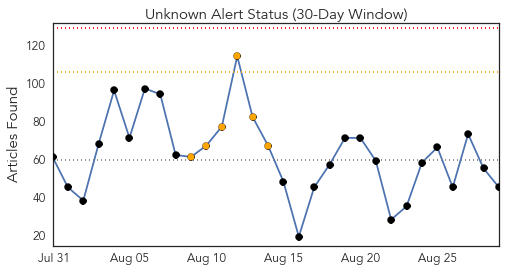 Unknown Alert Status (30-Day Window)
Articles Found
120
100
80
60
40
20
Jul 31
Aug 05
Aug 10
Aug 15
Aug 20
Aug 25